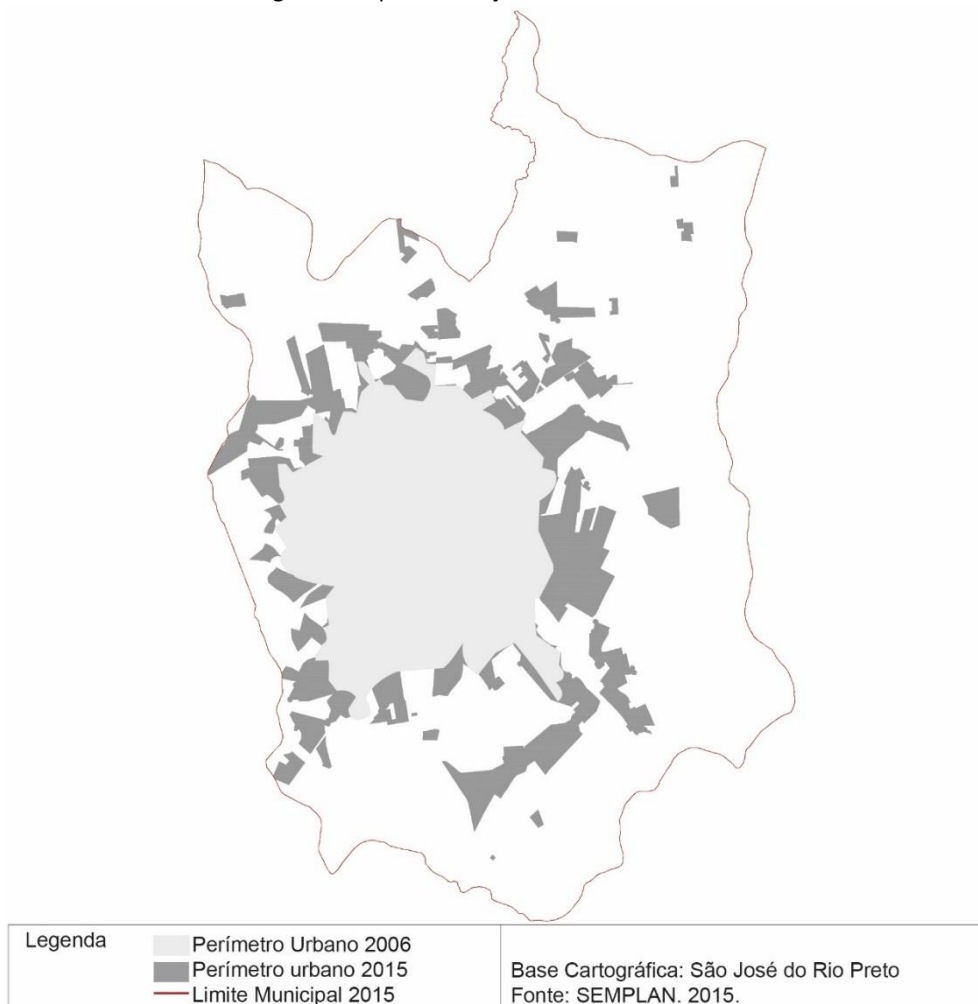 Legenda
Perímetro Urbano 2006
Perímetro urbano 2015
Limite Municipal 2015
Base Cartográfica: São José do Rio Preto
Fonte: SEMPLAN. 2015.